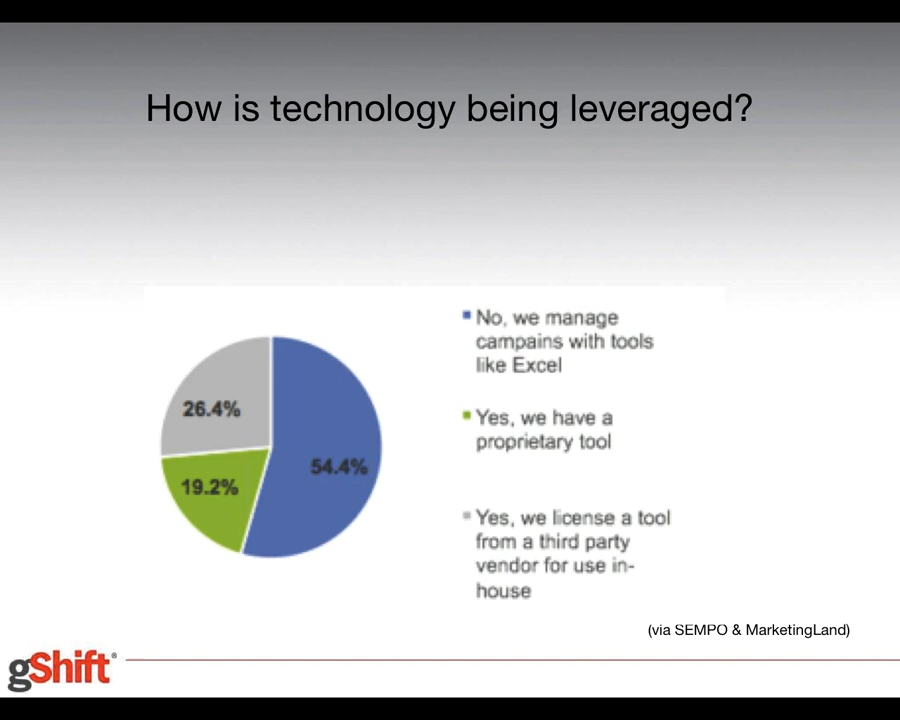 How is technology being leveraged?
No, we manage
campains with tools
like Excel
26.4%
54.4%
19.2%
Yes, we have a
proprietary tool
Yes, we license a tool
from a third party
vendor for use in-
house
(via SEMPO & MarketingLand)
gShift®